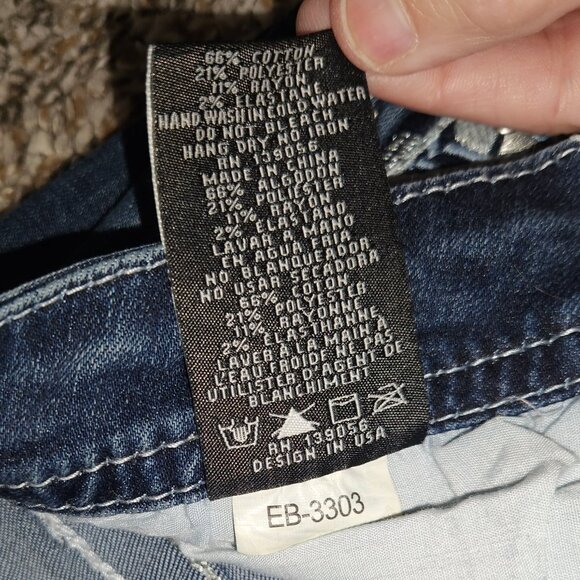 66% COTTON
21% POLYESTER
11% RAYON
2% ELASTANE
HAND WASH IN COLD WATER
DO NOT BLEACH
HANG DRY NO IRON
RN 139056
MADE IN CHINA
66% ALGODON
21% POLYESTER
11% RAYON
2% ELASTANO
LAVAR A MANO
EN AGUA FRIA
NO BLANQUEADOR
NO USAR SECADORA
66% COTON
21% POLYESTER
11% RAYONNE
2% ELASTHANNE
LAVER A LA MAIN A
L'EAU FROIDE NE PAS
UTILISTER D'AGENT DE
BLANCHIMENT
RN 139056
DESIGN IN USA
EB-3303